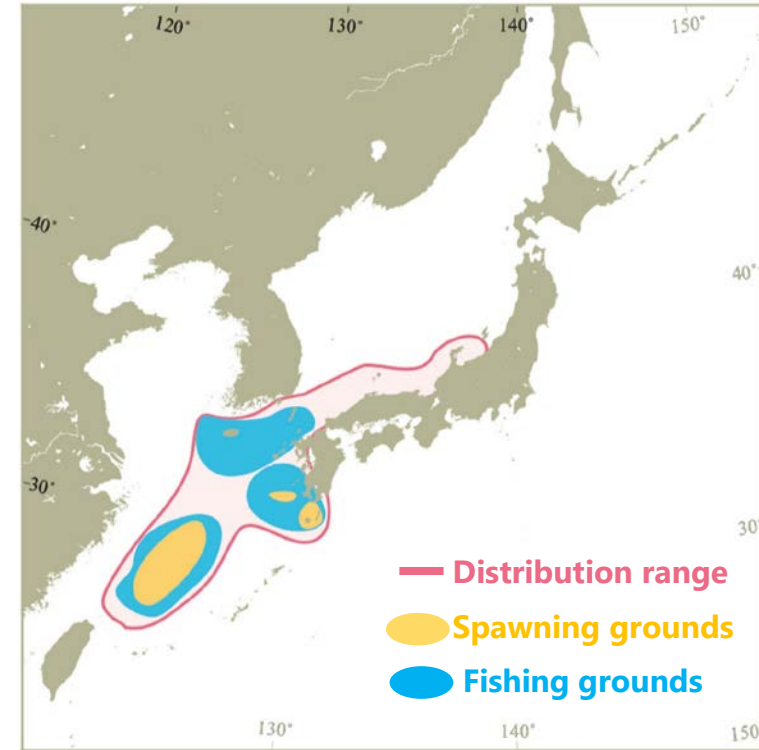 120° 130° 140° 150°
40°
40°
30°
30°
Distribution range
Spawning grounds
Fishing grounds
130° 140° 150